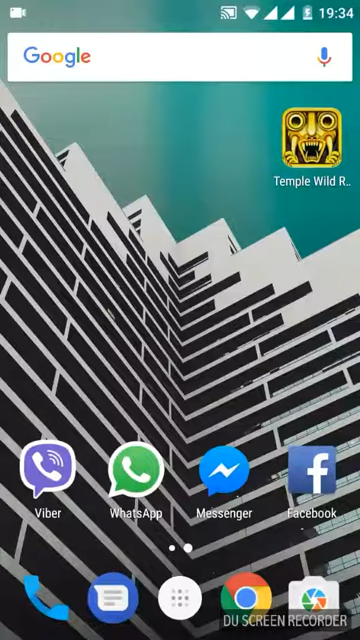 19:34
Google
Temple Wild R..
Viber
WhatsApp
Messenger
Facebook
DU SCREEN RECORDER